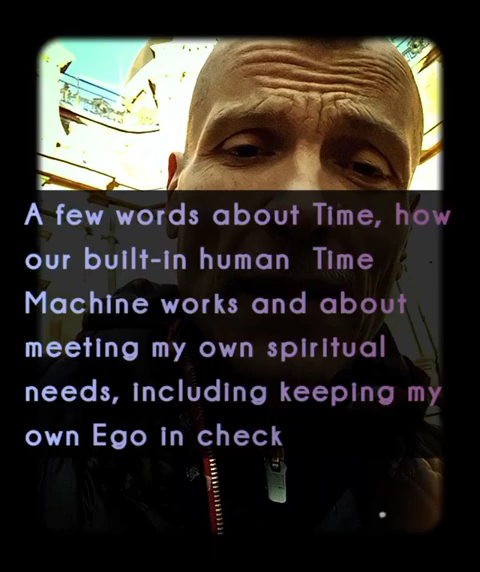 A few words about Time, how
our built-in human Time
Machine works and about
meeting my own spiritual
needs, including keeping my
own Ego in check